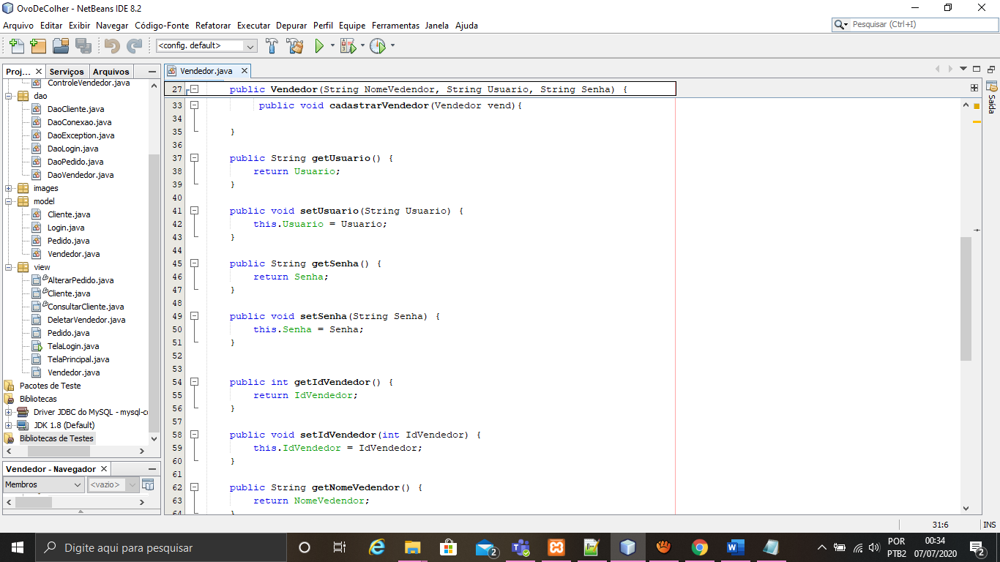 OvoDeColher - NetBeans IDE 8.2
Arquivo Editar Exibir Navegar Código-Fonte Refatorar Executar Depurar Perfil Equipe Ferramentas Janela Ajuda
Pesquisar (Ctrl+I)
<config. default>
Proj... Serviços Arquivos
ControleVendedor.java
dao
DaoCliente.java
DaoConexao.java
DaoException.java
DaoLogin.java
DaoPedido.java
DaoVendedor.java
images
model
Cliente.java
Login.java
Pedido.java
Vendedor.java
view
AlterarPedido.java
Cliente.java
ConsultarCliente.java
DeletarVendedor.java
Pedido.java
TelaLogin.java
TelaPrincipal.java
Vendedor.java
Pacotes de Teste
Bibliotecas
Driver JDBC do MySQL - mysql-c
JDK 1.8 (Default)
Bibliotecas de Testes
Vendedor - Navegador
Membros <vazio>
Vendedor.java
27 public Vendedor(String NomeVedendor, String Usuario, String Senha) {
33 public void cadastrarVendedor(Vendedor vend){
34
35 }
36
37 public String getUsuario() {
38 return Usuario;
39 }
40
41 public void setUsuario(String Usuario) {
42 this.Usuario = Usuario;
43 }
44
45 public String getSenha() {
46 return Senha;
47 }
48
49 public void setSenha(String Senha) {
50 this.Senha = Senha;
51 }
52
53
54 public int getIdVendedor() {
55 return IdVendedor;
56 }
57
58 public void setIdVendedor(int IdVendedor) {
59 this.IdVendedor = IdVendedor;
60 }
61
62 public String getNomeVedendor() {
63 return NomeVedendor;
64 }
Saída
31:6 INS
Digite aqui para pesquisar
2
POR
PTB2
00:34
07/07/2020
2